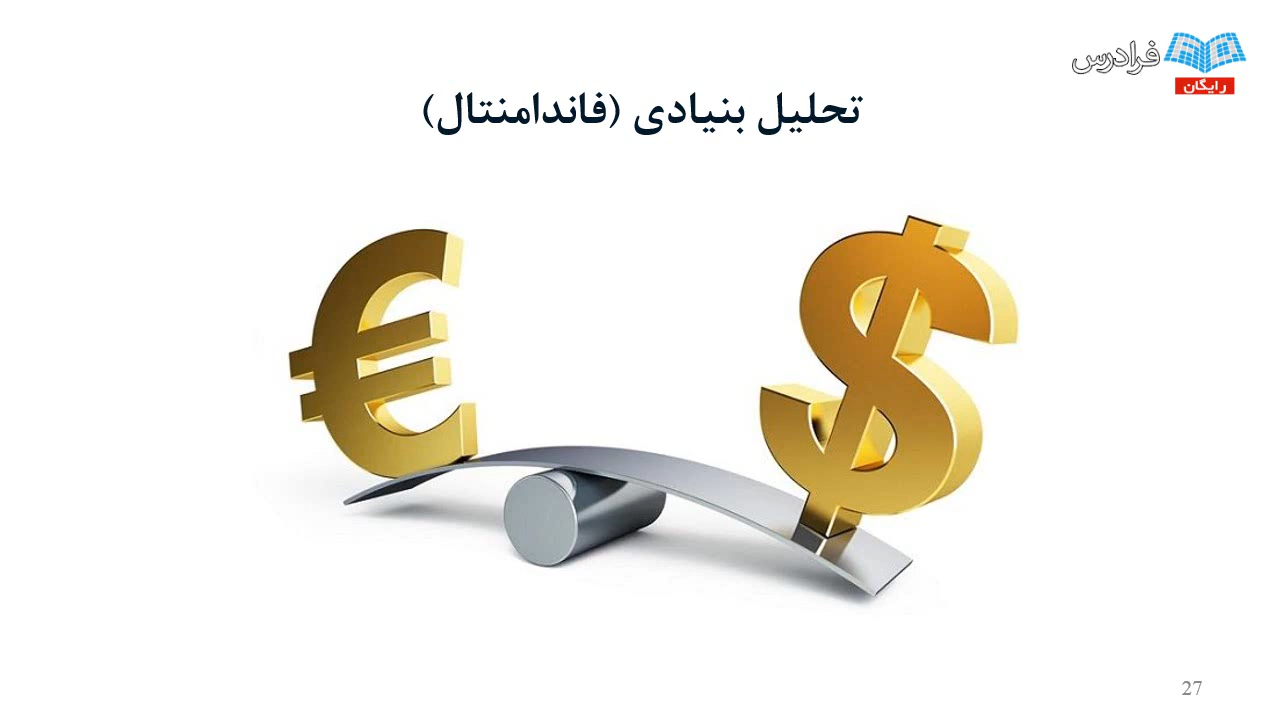 فرادرس
رایگان
تحلیل بنیادی (فاندامنتال)
€ $
27